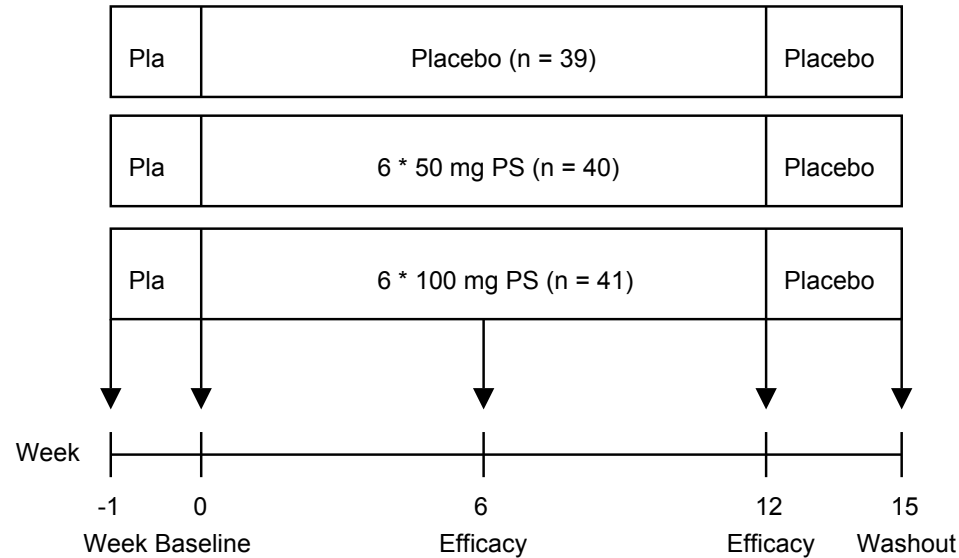 Pla Placebo (n = 39) Placebo
Pla 6 * 50 mg PS (n = 40) Placebo
Pla 6 * 100 mg PS (n = 41) Placebo
Week
-1 0 6 12 15
Week Baseline Efficacy Efficacy Washout